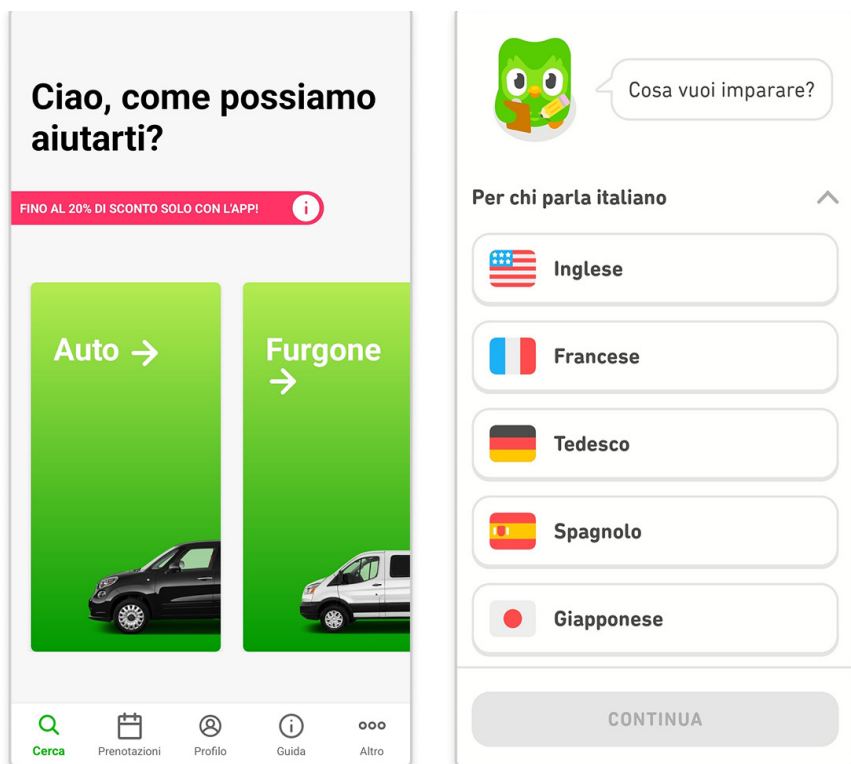 Ciao, come possiamo
aiutarti?
FINO AL 20% DI SCONTO SOLO CON L'APP!
Auto →
Furgone
→
Cerca
Prenotazioni
Profilo
Guida
Altro
Cosa vuoi imparare?
Per chi parla italiano
Inglese
Francese
Tedesco
Spagnolo
Giapponese
CONTINUA